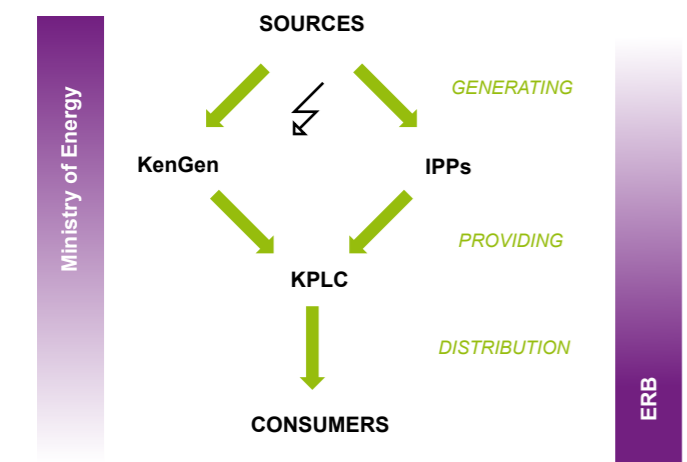 SOURCES
GENERATING
Ministry of Energy
KenGen
IPPs
PROVIDING
KPLC
DISTRIBUTION
ERB
CONSUMERS